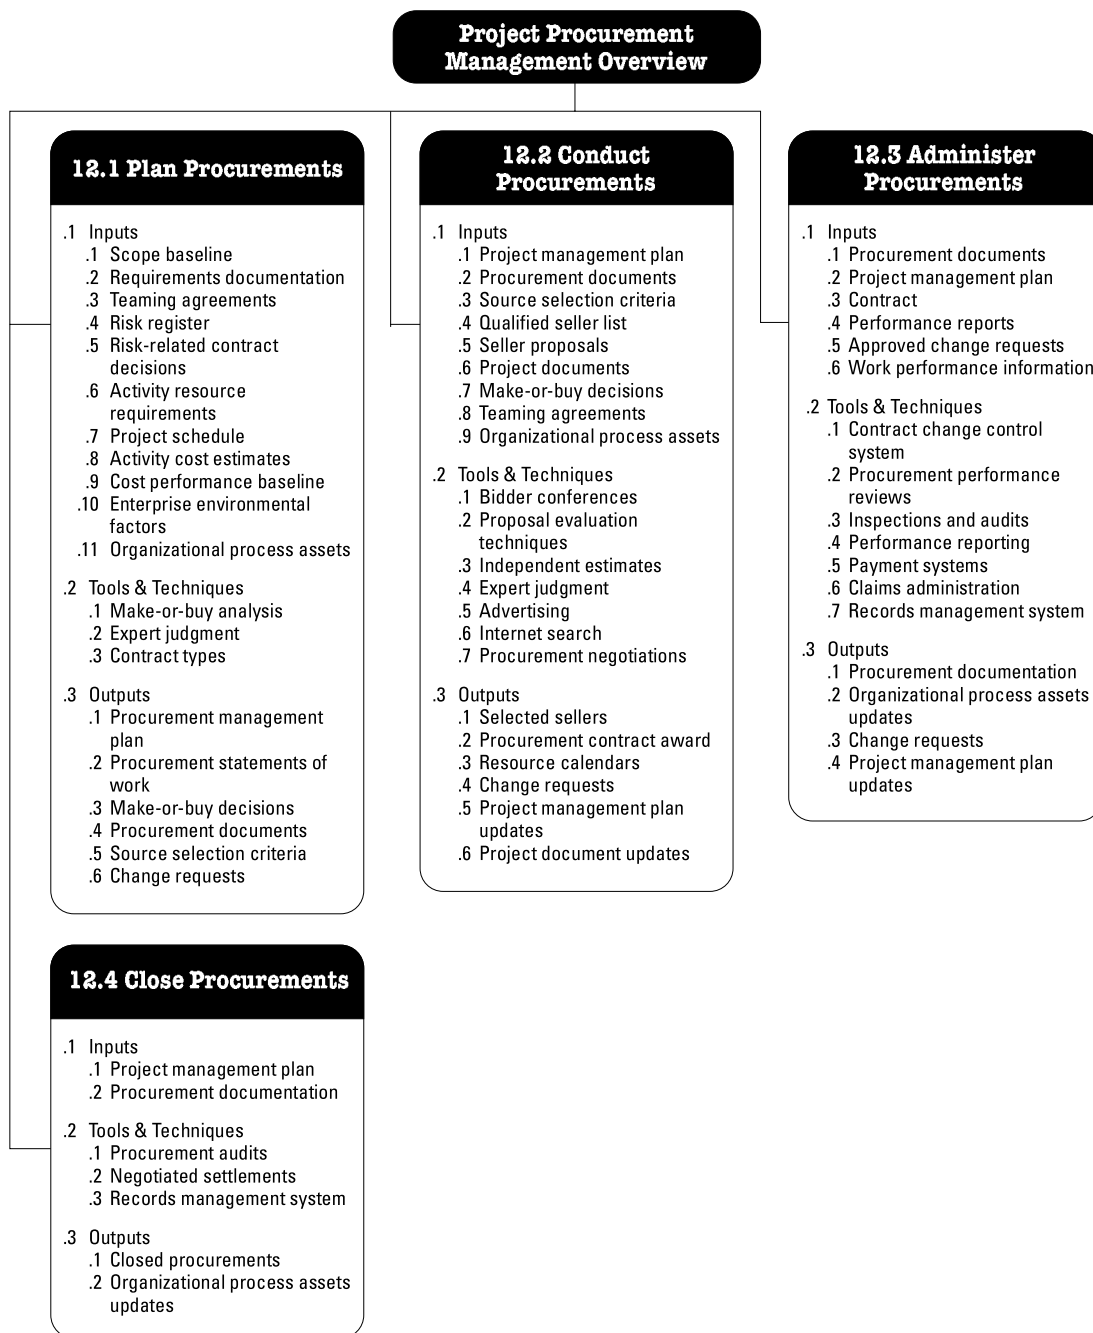 Project Procurement
Management Overview
12.1 Plan Procurements
.1 Inputs
.1 Scope baseline
.2 Requirements documentation
.3 Teaming agreements
.4 Risk register
.5 Risk-related contract
decisions
.6 Activity resource
requirements
.7 Project schedule
.8 Activity cost estimates
.9 Cost performance baseline
.10 Enterprise environmental
factors
.11 Organizational process assets
.2 Tools & Techniques
.1 Make-or-buy analysis
.2 Expert judgment
.3 Contract types
.3 Outputs
.1 Procurement management
plan
.2 Procurement statements of
work
.3 Make-or-buy decisions
.4 Procurement documents
.5 Source selection criteria
.6 Change requests
12.2 Conduct
Procurements
.1 Inputs
.1 Project management plan
.2 Procurement documents
.3 Source selection criteria
.4 Qualified seller list
.5 Seller proposals
.6 Project documents
.7 Make-or-buy decisions
.8 Teaming agreements
.9 Organizational process assets
.2 Tools & Techniques
.1 Bidder conferences
.2 Proposal evaluation
techniques
.3 Independent estimates
.4 Expert judgment
.5 Advertising
.6 Internet search
.7 Procurement negotiations
.3 Outputs
.1 Selected sellers
.2 Procurement contract award
.3 Resource calendars
.4 Change requests
.5 Project management plan
updates
.6 Project document updates
12.3 Administer
Procurements
.1 Inputs
.1 Procurement documents
.2 Project management plan
.3 Contract
.4 Performance reports
.5 Approved change requests
.6 Work performance information
.2 Tools & Techniques
.1 Contract change control
system
.2 Procurement performance
reviews
.3 Inspections and audits
.4 Performance reporting
.5 Payment systems
.6 Claims administration
.7 Records management system
.3 Outputs
.1 Procurement documentation
.2 Organizational process assets
updates
.3 Change requests
.4 Project management plan
updates
12.4 Close Procurements
.1 Inputs
.1 Project management plan
.2 Procurement documentation
.2 Tools & Techniques
.1 Procurement audits
.2 Negotiated settlements
.3 Records management system
.3 Outputs
.1 Closed procurements
.2 Organizational process assets
updates